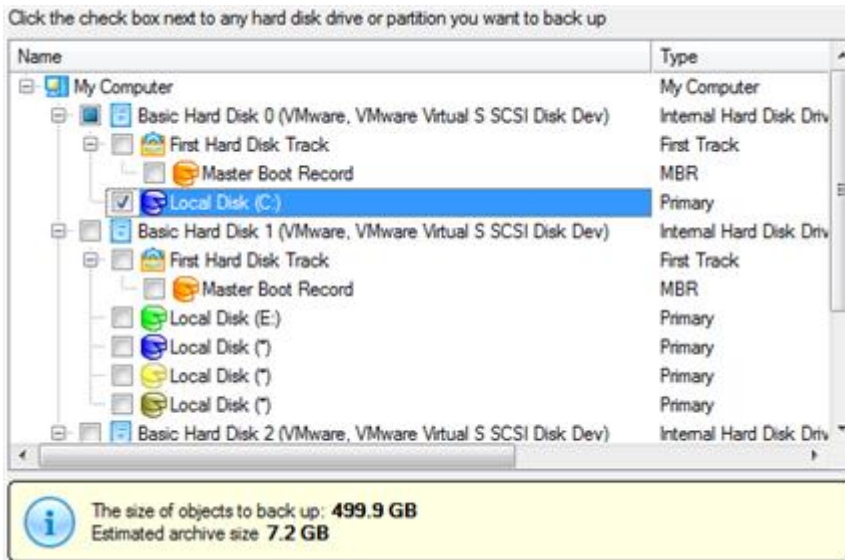 Click the check box next to any hard disk drive or partition you want to back up
Name Type
My Computer My Computer
Basic Hard Disk 0 (VMware, VMware Virtual S SCSI Disk Dev) Internal Hard Disk Driv
First Hard Disk Track First Track
Master Boot Record MBR
Local Disk (C:) Primary
Basic Hard Disk 1 (VMware, VMware Virtual S SCSI Disk Dev) Internal Hard Disk Driv
First Hard Disk Track First Track
Master Boot Record MBR
Local Disk (E:) Primary
Local Disk (*) Primary
Local Disk (*) Primary
Local Disk (*) Primary
Basic Hard Disk 2 (VMware, VMware Virtual S SCSI Disk Dev) Internal Hard Disk Driv
The size of objects to back up: 499.9 GB
Estimated archive size 7.2 GB